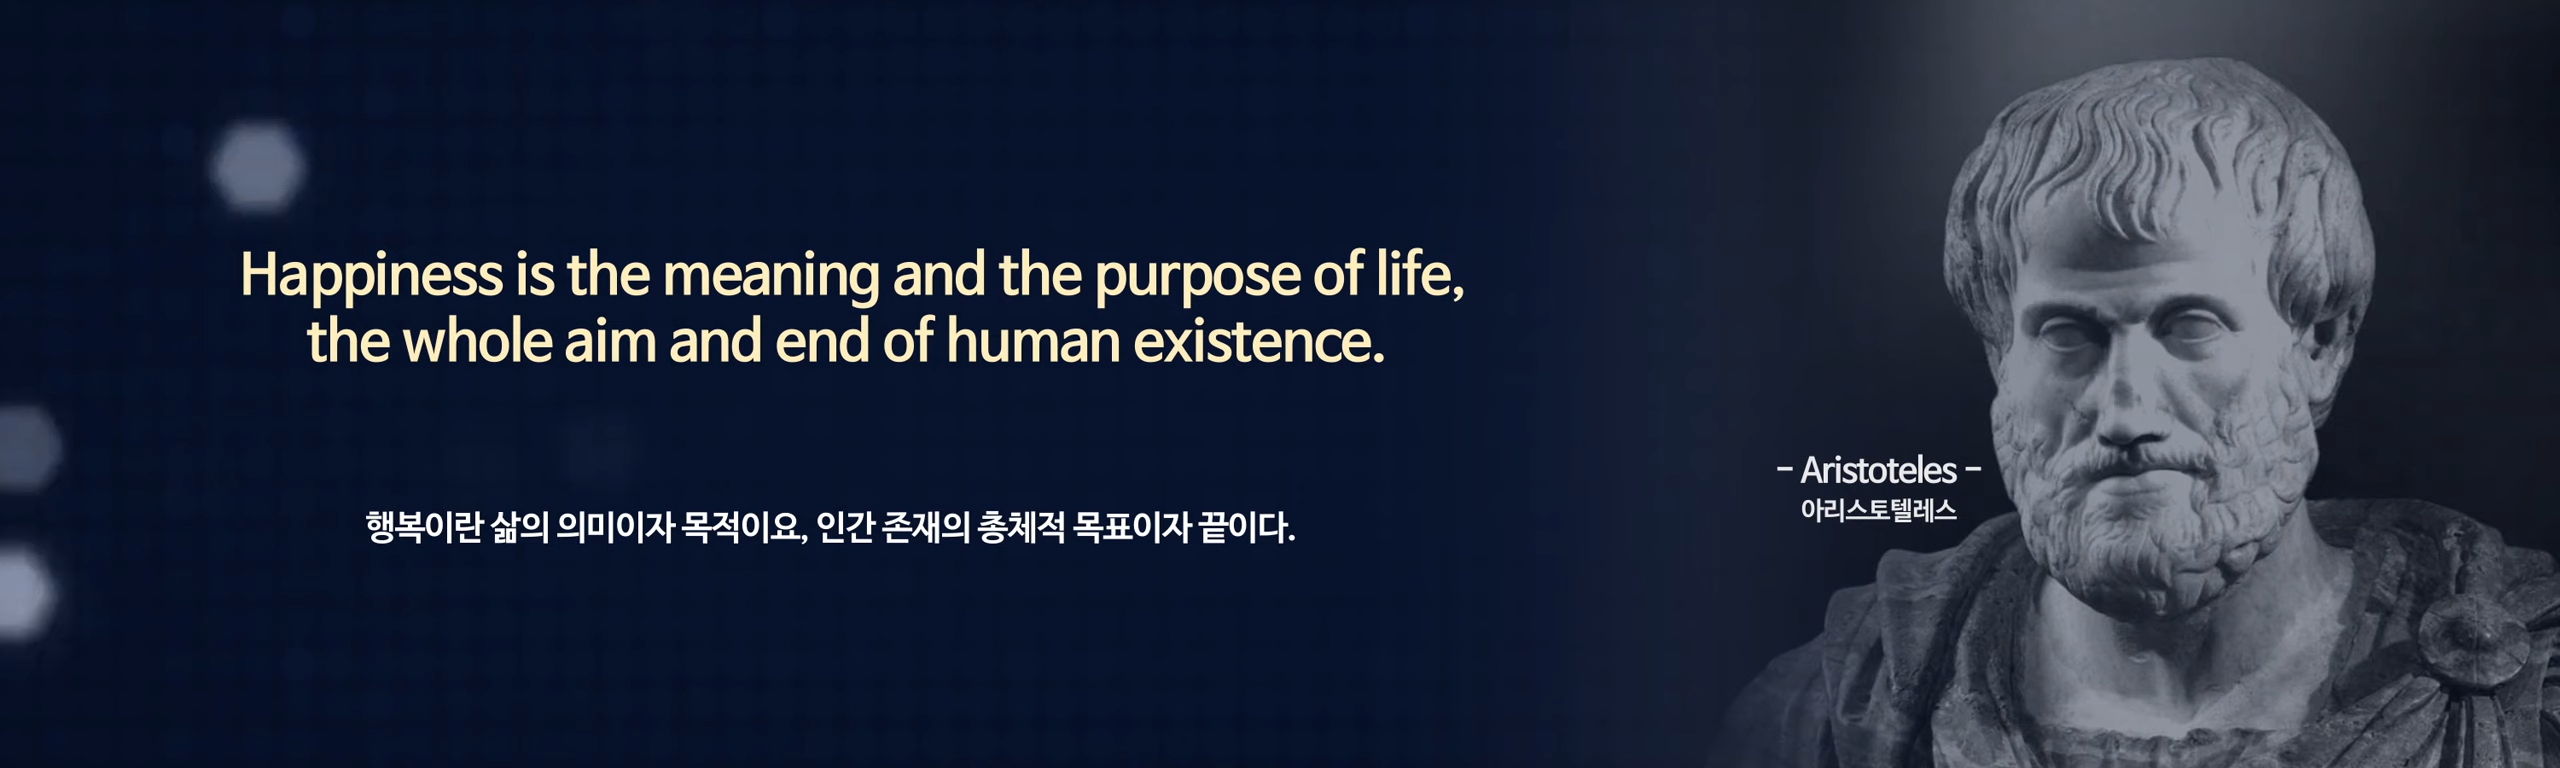 Happiness is the meaning and the purpose of life,
the whole aim and end of human existence.
행복이란 삶의 의미이자 목적이요, 인간 존재의 총체적 목표이자 끝이다.
– Aristoteles –
아리스토텔레스